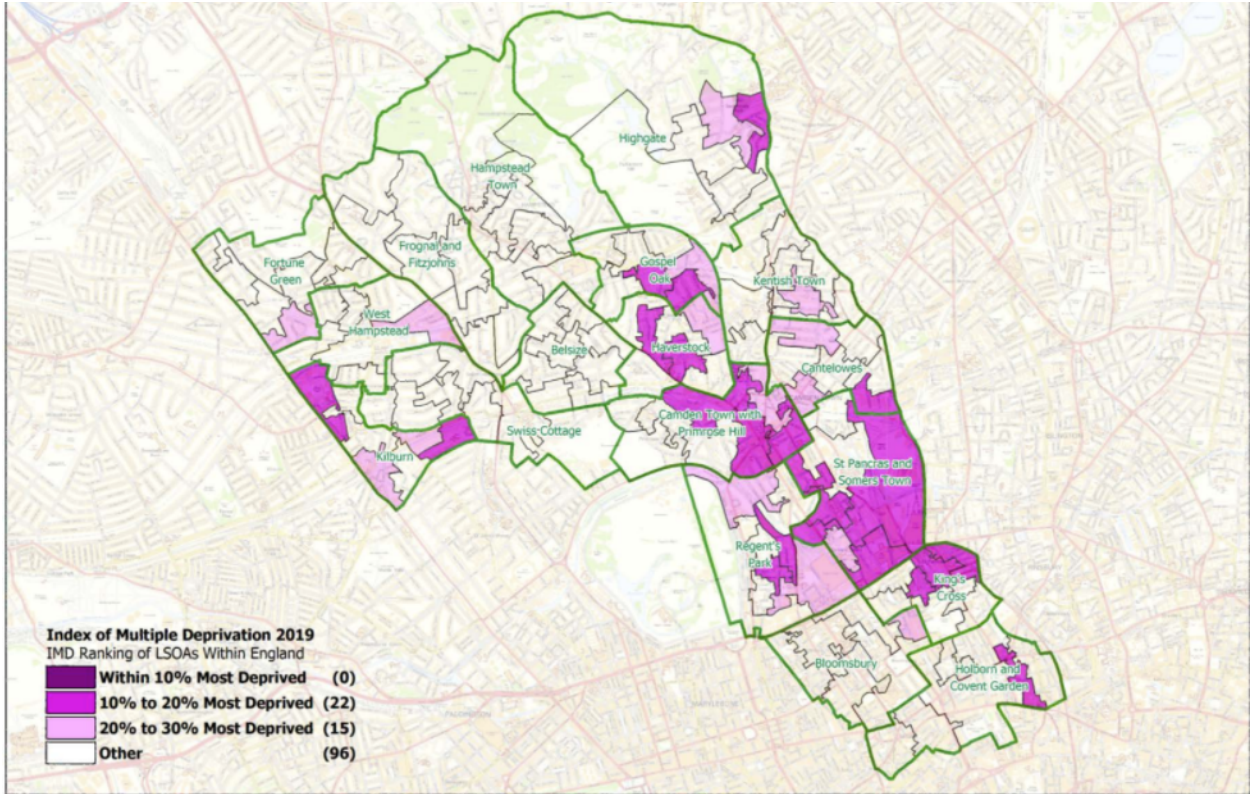 Highgate
Hampstead
Town
Frognal and
Fitzjohns
Fortune
Green
Gospel
Oak
Kentish Town
West
Hampstead
Belsize
Haverstock
Cantelowes
Camden Town with
Primrose Hill
Swiss Cottage
Kilburn
St Pancras and
Somers Town
Regent's
Park
King's
Cross
Bloomsbury
Holborn and
Covent Garden
Index of Multiple Deprivation 2019
IMD Ranking of LSOAs Within England
Within 10% Most Deprived (0)
10% to 20% Most Deprived (22)
20% to 30% Most Deprived (15)
Other (96)